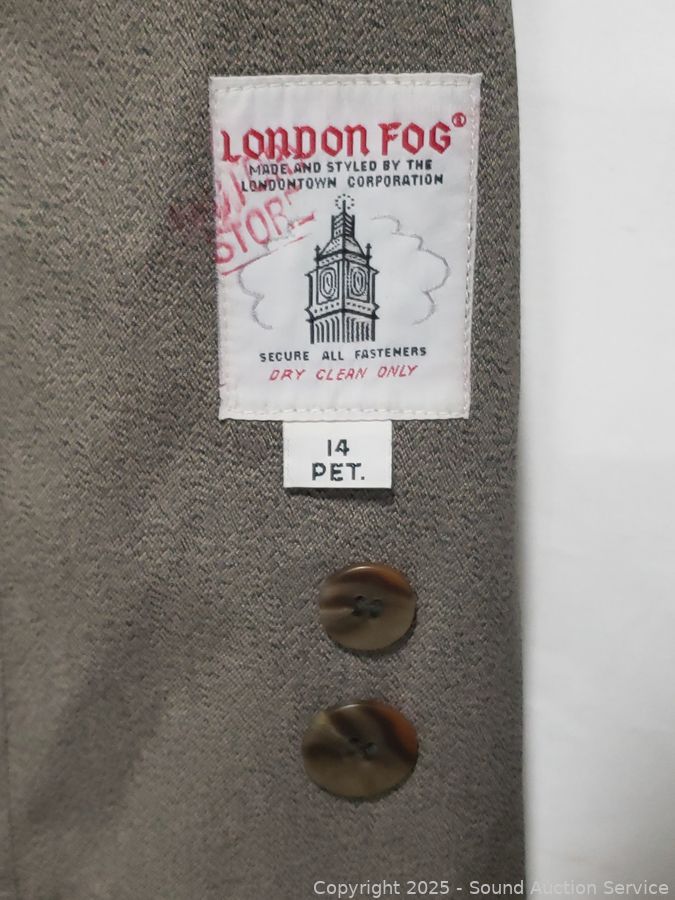 LONDON FOG®
MADE AND STYLED BY THE
LONDONTOWN CORPORATION
STORE
SECURE ALL FASTENERS
DRY CLEAN ONLY
14
PET.
Copyright 2025 - Sound Auction Service